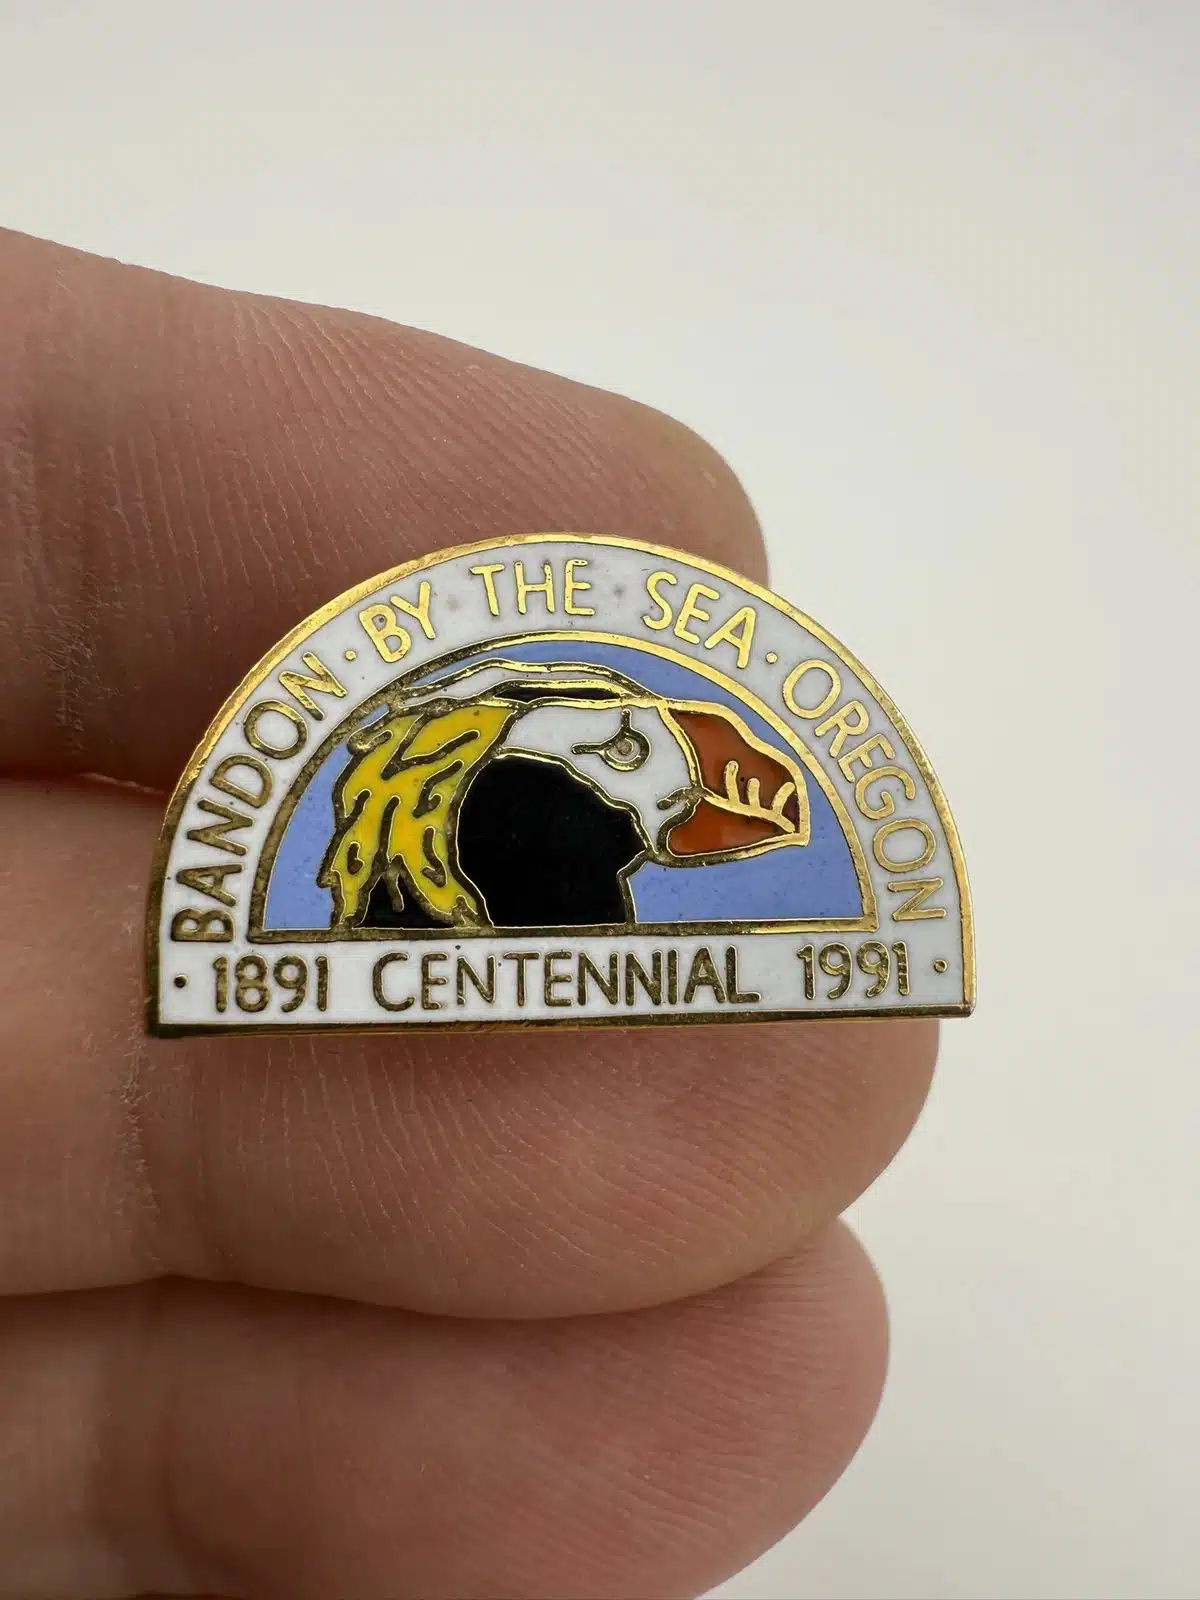 BANDON · BY THE SEA · OREGON
· 1891 CENTENNIAL 1991 ·